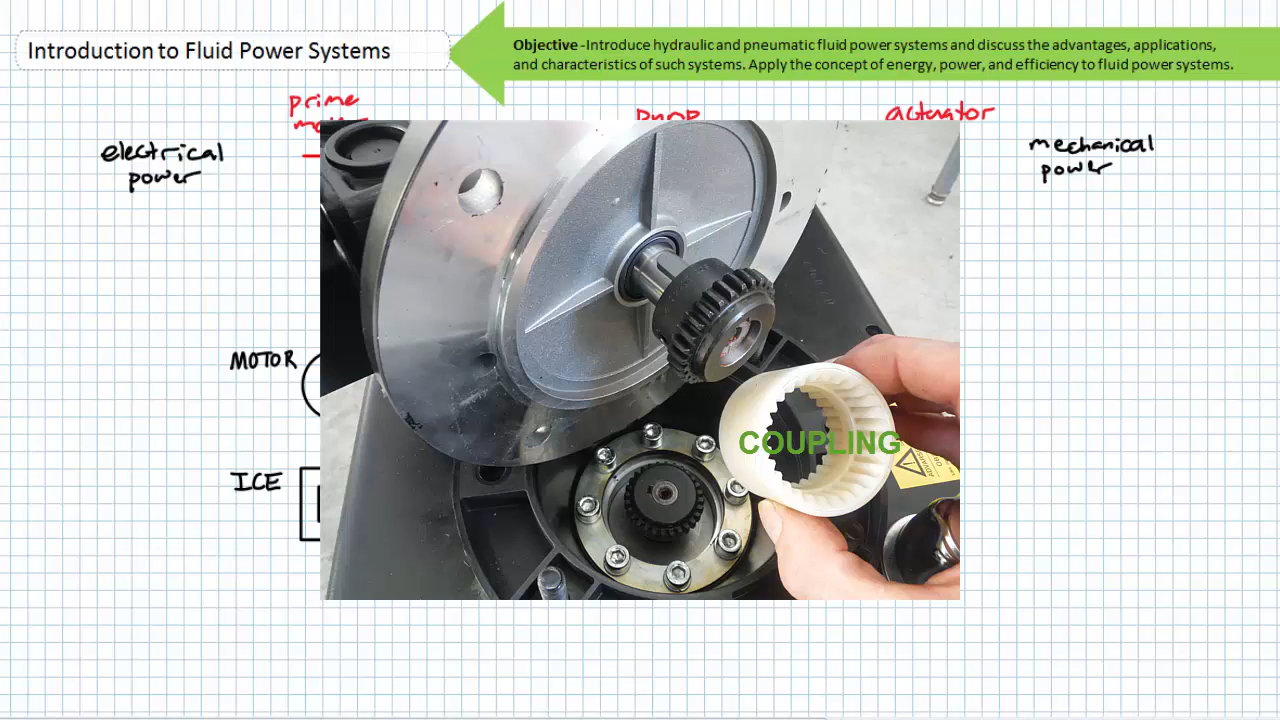 Introduction to Fluid Power Systems
Objective -Introduce hydraulic and pneumatic fluid power systems and discuss the advantages, applications,
and characteristics of such systems. Apply the concept of energy, power, and efficiency to fluid power systems.
prime
actuator
electrical
power
mechanical
power
MOTOR
COUPLING
ICE